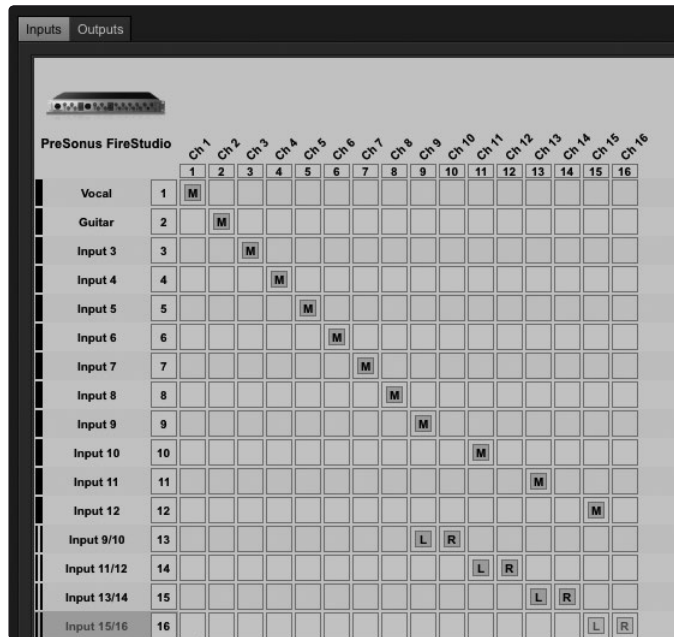 Inputs Outputs
PreSonus FireStudio
Ch 1 Ch 2 Ch 3 Ch 4 Ch 5 Ch 6 Ch 7 Ch 8 Ch 9 Ch 10 Ch 11 Ch 12 Ch 13 Ch 14 Ch 15 Ch 16
1 2 3 4 5 6 7 8 9 10 11 12 13 14 15 16
Vocal 1 M
Guitar 2 M
Input 3 3 M
Input 4 4 M
Input 5 5 M
Input 6 6 M
Input 7 7 M
Input 8 8 M
Input 9 9 M
Input 10 10 M
Input 11 11 M
Input 12 12 M
Input 9/10 13 L R
Input 11/12 14 L R
Input 13/14 15 L R
Input 15/16 16 L R